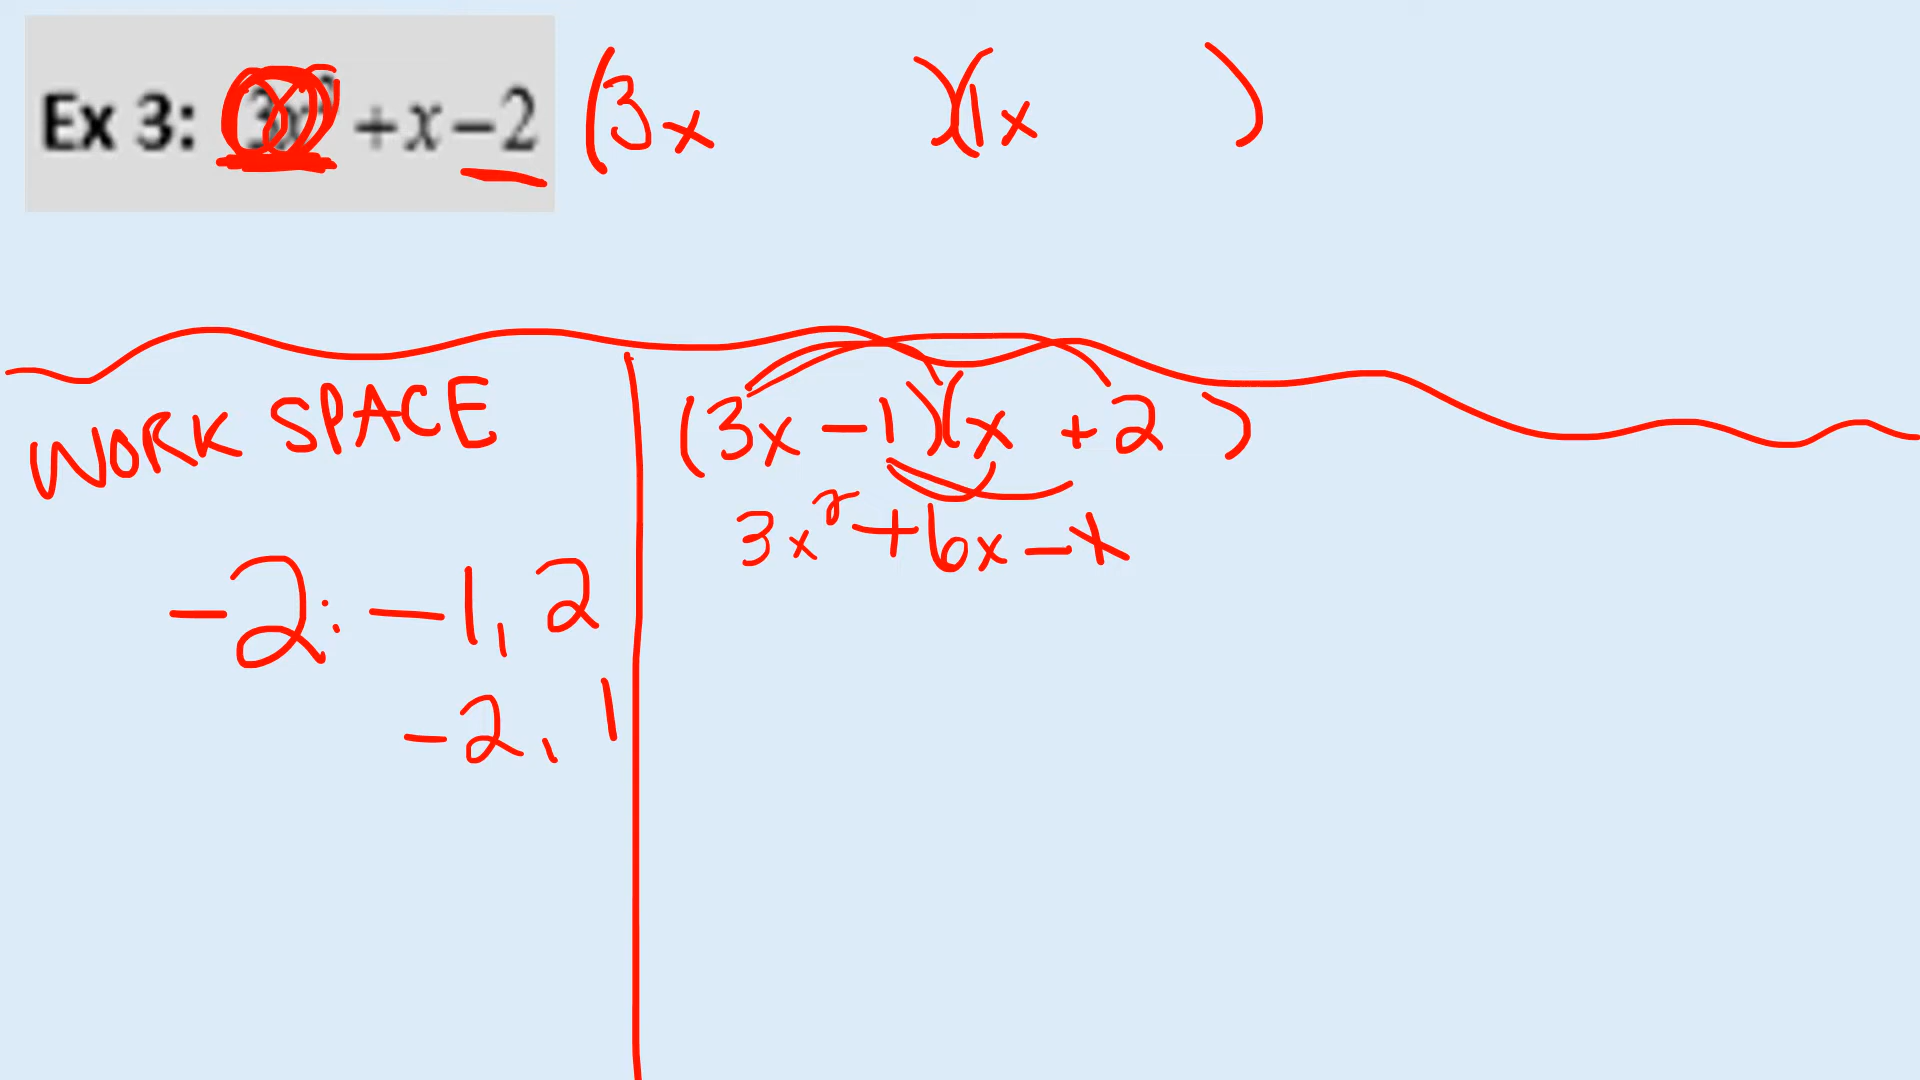 Ex 3: 3x² + x − 2 (3x )(1x )
WORK SPACE
(3x − 1)(x + 2 )
3x² + 6x − x
−2: −1, 2
−2, 1